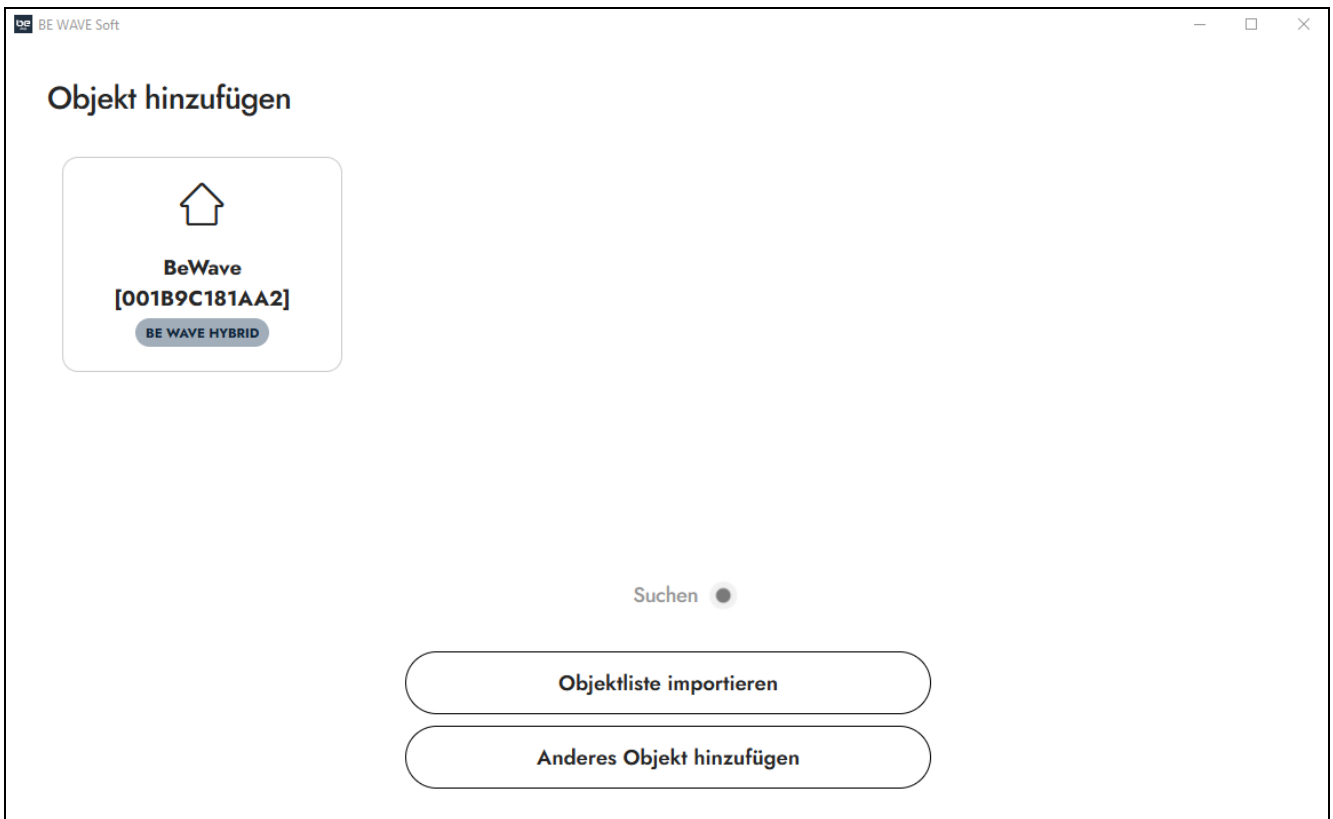 be BE WAVE Soft
Objekt hinzufügen
BeWave
[001B9C181AA2]
BE WAVE HYBRID
Suchen
Objektliste importieren
Anderes Objekt hinzufügen